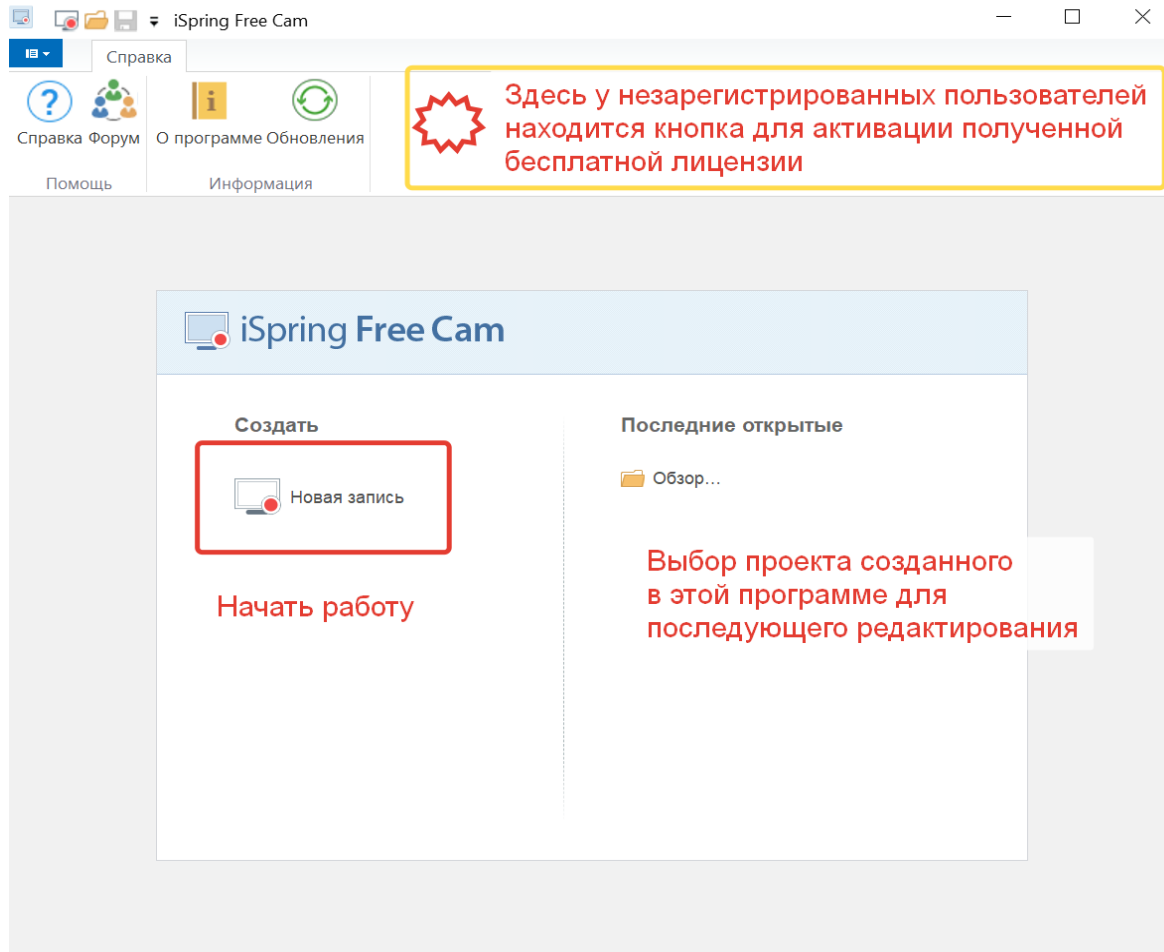 iSpring Free Cam
Справка
Справка Форум О программе Обновления
Помощь Информация
Здесь у незарегистрированных пользователей
находится кнопка для активации полученной
бесплатной лицензии
iSpring Free Cam
Создать
Новая запись
Начать работу
Последние открытые
Обзор...
Выбор проекта созданного
в этой программе для
последующего редактирования